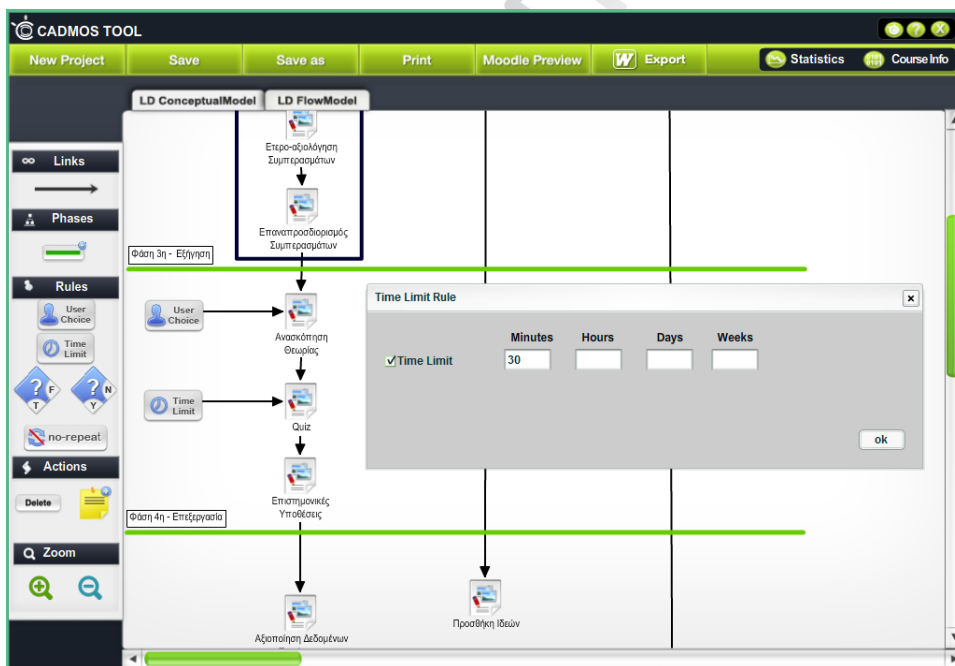 CADMOS TOOL
New Project Save Save as Print Moodle Preview W Export Statistics Course Info
LD ConceptualModel LD FlowModel
Ετερο-αξιολόγηση
Συμπερασμάτων
Links
Επαναπροσδιορισμός
Συμπερασμάτων
Phases
Φάση 3η - Εξήγηση
Rules
User
Choice
Time
Limit
? F T
? N Y
no-repeat
User
Choice
Ανασκόπηση
Θεωρίας
Time
Limit
Quiz
Time Limit Rule
Minutes Hours Days Weeks
Time Limit 30
ok
Actions
Delete
Επιστημονικές
Υποθέσεις
Φάση 4η - Επεξεργασία
Zoom
Αξιοποίηση Δεδομένων
Προσθήκη Ιδεών